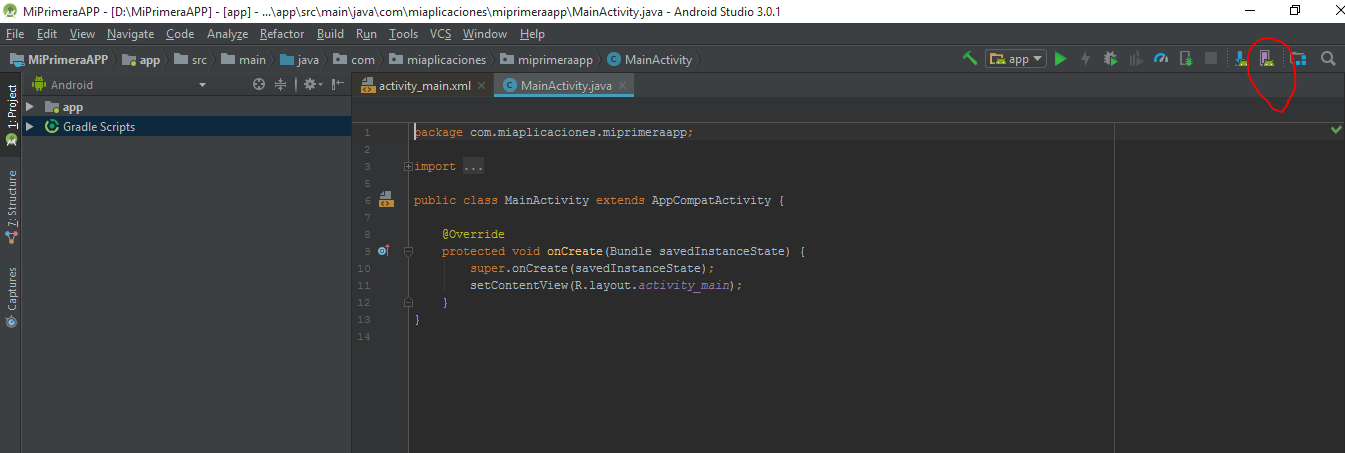 MiPrimeraAPP - [D:\MiPrimeraAPP] - [app] - ...\app\src\main\java\com\miaplicaciones\miprimeraapp\MainActivity.java - Android Studio 3.0.1
File Edit View Navigate Code Analyze Refactor Build Run Tools VCS Window Help
MiPrimeraAPP app src main java com miaplicaciones miprimeraapp MainActivity app
Android
activity_main.xml MainActivity.java
1: Project
app
Gradle Scripts
7: Structure
Captures
1 package com.miaplicaciones.miprimeraapp;
2
3 import ...
5
6 public class MainActivity extends AppCompatActivity {
7
8 @Override
9 protected void onCreate(Bundle savedInstanceState) {
10 super.onCreate(savedInstanceState);
11 setContentView(R.layout.activity_main);
12 }
13 }
14